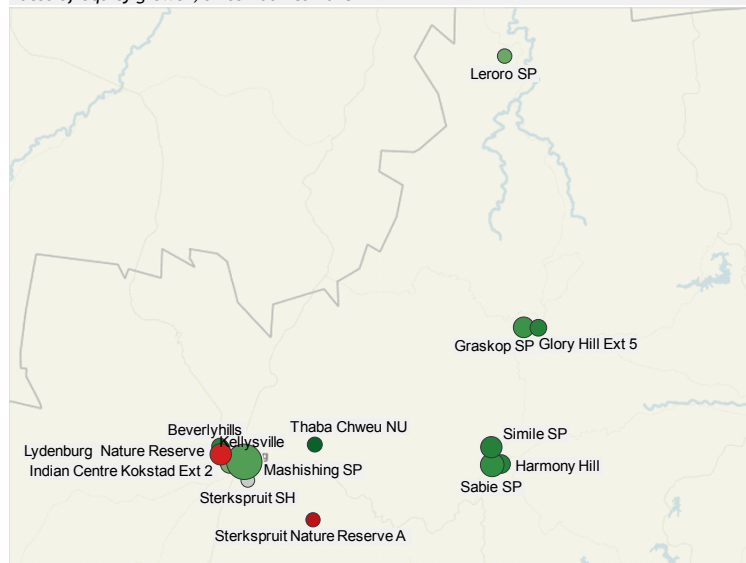 Leroro SP
Graskop SP
Glory Hill Ext 5
Beverlyhills
Thaba Chweu NU
Kellysville
Simile SP
Lydenburg Nature Reserve
Indian Centre Kokstad Ext 2
Mashishing SP
Harmony Hill
Sabie SP
Sterkspruit SH
Sterkspruit Nature Reserve A